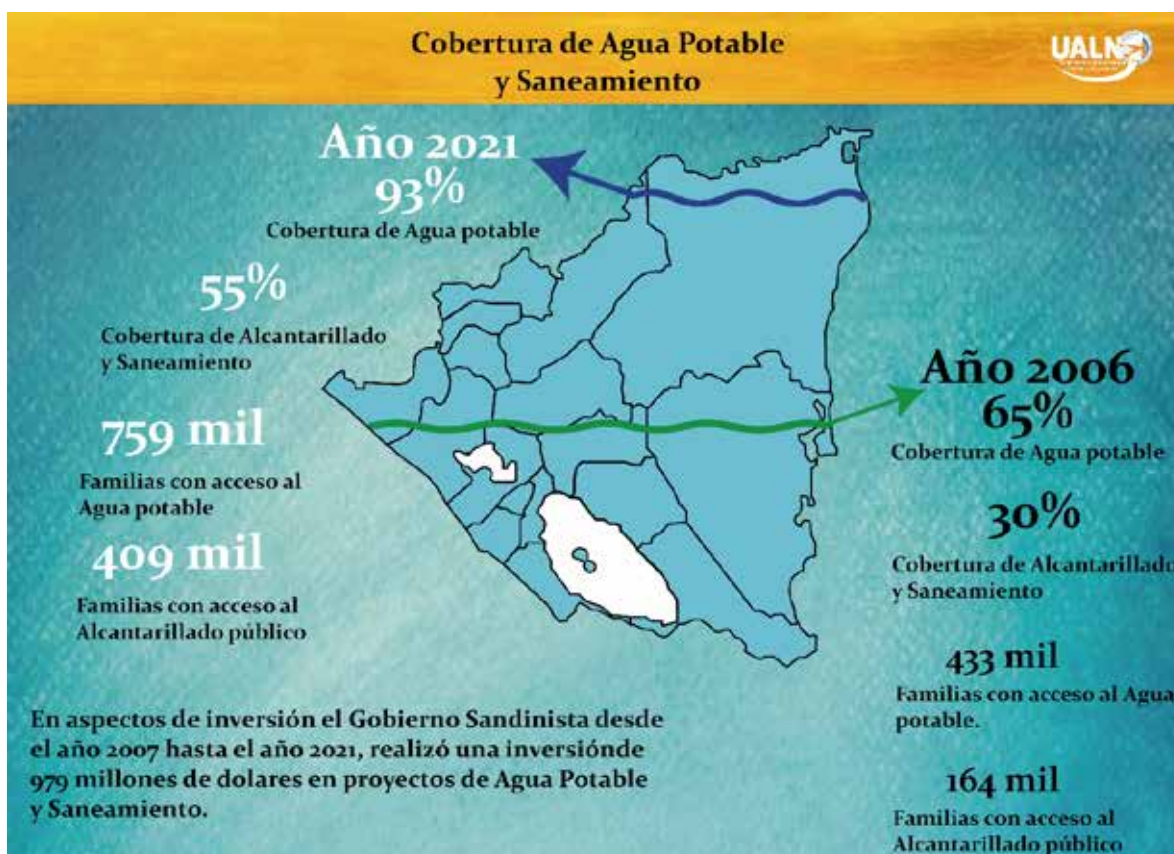 Cobertura de Agua Potable
y Saneamiento
UALN
Año 2021
93%
Cobertura de Agua potable
55%
Cobertura de Alcantarillado
y Saneamiento
759 mil
Familias con acceso al
Agua potable
409 mil
Familias con acceso al
Alcantarillado público
Año 2006
65%
Cobertura de Agua potable
30%
Cobertura de Alcantarillado
y Saneamiento
433 mil
Familias con acceso al Agua
potable.
164 mil
Familias con acceso al
Alcantarillado público
En aspectos de inversión el Gobierno Sandinista desde
el año 2007 hasta el año 2021, realizó una inversiónde
979 millones de dolares en proyectos de Agua Potable
y Saneamiento.